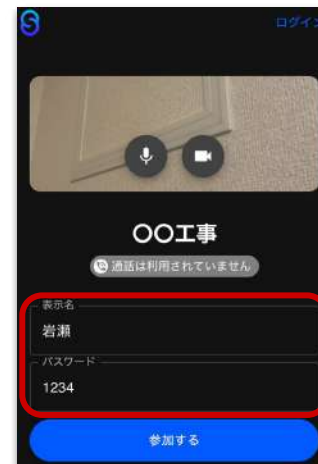 ログイン
〇〇工事
通話は利用されていません
表示名
岩瀬
パスワード
1234
参加する